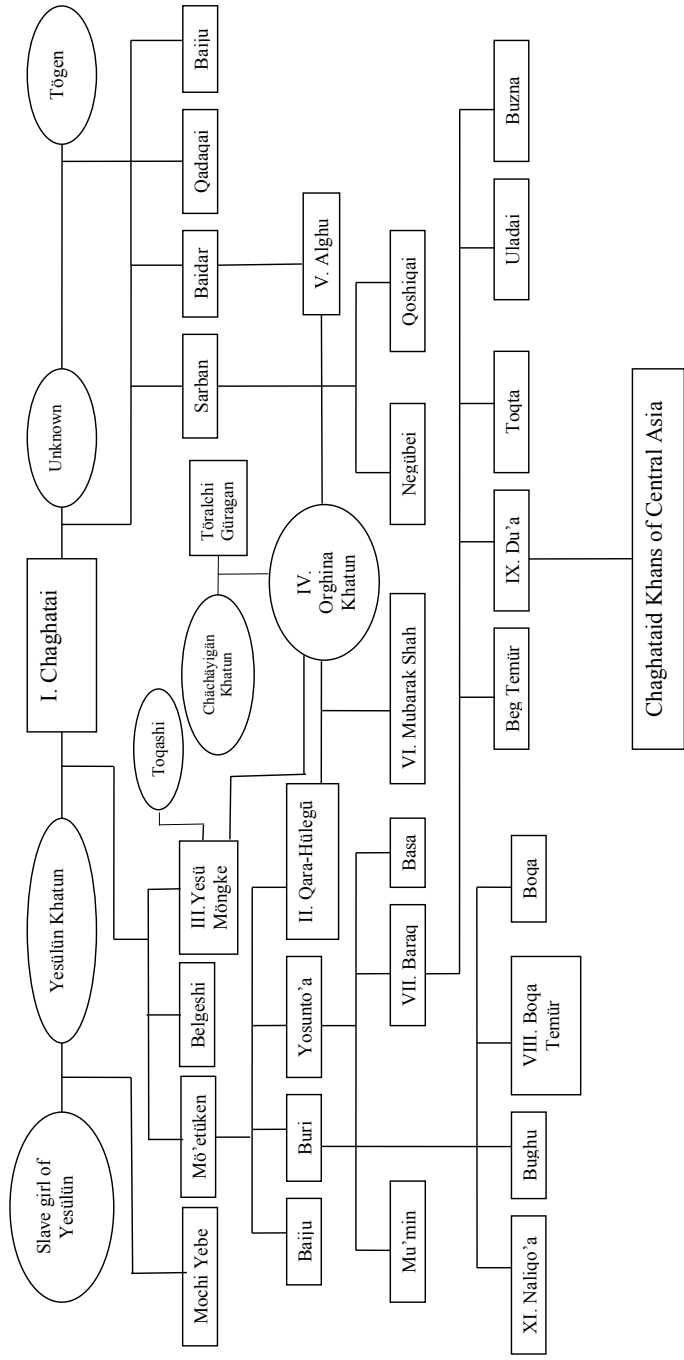 Slave girl of
Yesülün
Yesülün Khatun
I. Chaghatai
Unknown
Tögen
Mochi Yebe
Mö’etüken
Belgeshi
III.Yesü
Möngke
Toqashi
Chächäyigän
Khatun
Töralchi
Güragan
Sarban
Baidar
Qadaqai
Baiju
Baiju
Buri
Yosunto’a
II. Qara-Hülegü
IV.
Orghina
Khatun
V. Alghu
Mu’min
VII. Baraq
Basa
VI. Mubarak Shah
Negübei
Qoshiqai
XI. Naliqo’a
Bughu
VIII. Boqa
Temür
Boqa
Beg Temür
IX. Du’a
Toqta
Uladai
Buzna
Chaghataid Khans of Central Asia